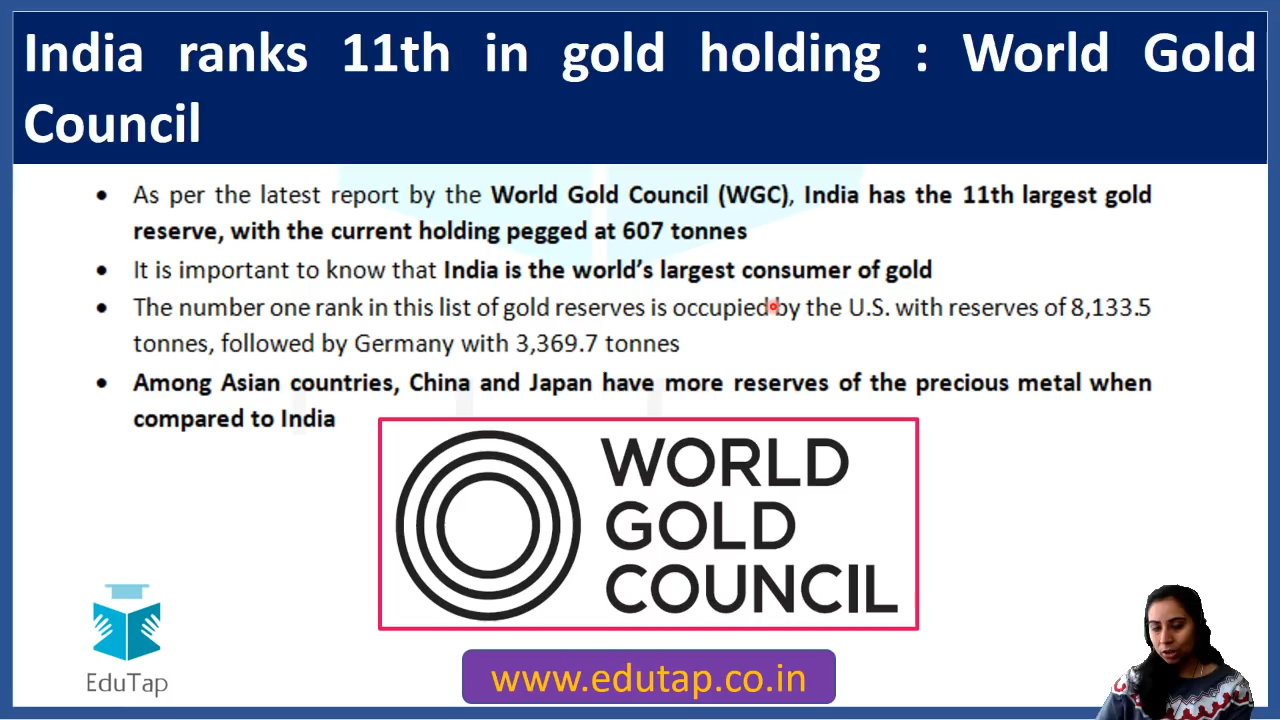 India ranks 11th in gold holding : World Gold
Council
• As per the latest report by the World Gold Council (WGC), India has the 11th largest gold
reserve, with the current holding pegged at 607 tonnes
• It is important to know that India is the world's largest consumer of gold
• The number one rank in this list of gold reserves is occupied by the U.S. with reserves of 8,133.5
tonnes, followed by Germany with 3,369.7 tonnes
• Among Asian countries, China and Japan have more reserves of the precious metal when
compared to India
WORLD
GOLD
COUNCIL
EduTap
www.edutap.co.in